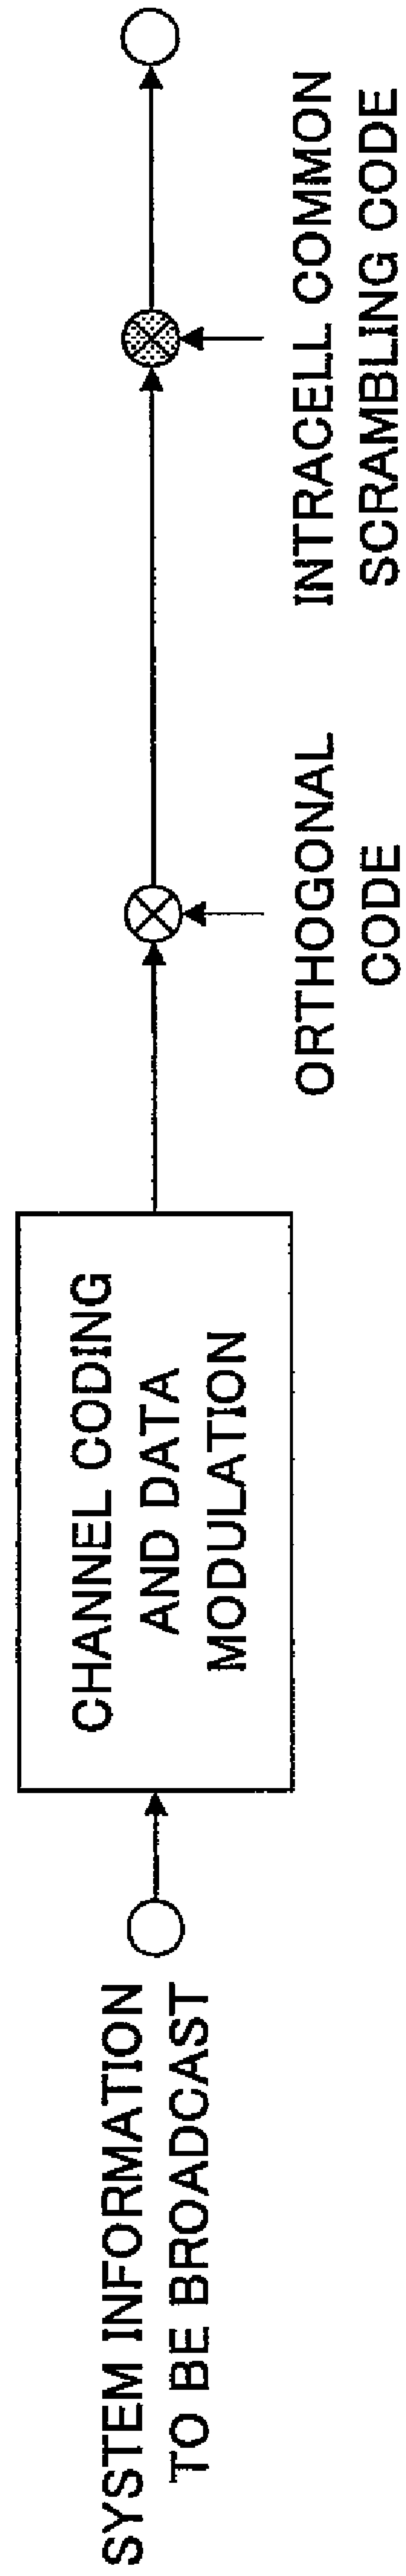 SYSTEM INFORMATION
TO BE BROADCAST
CHANNEL CODING
AND DATA
MODULATION
ORTHOGONAL
CODE
INTRACELL COMMON
SCRAMBLING CODE